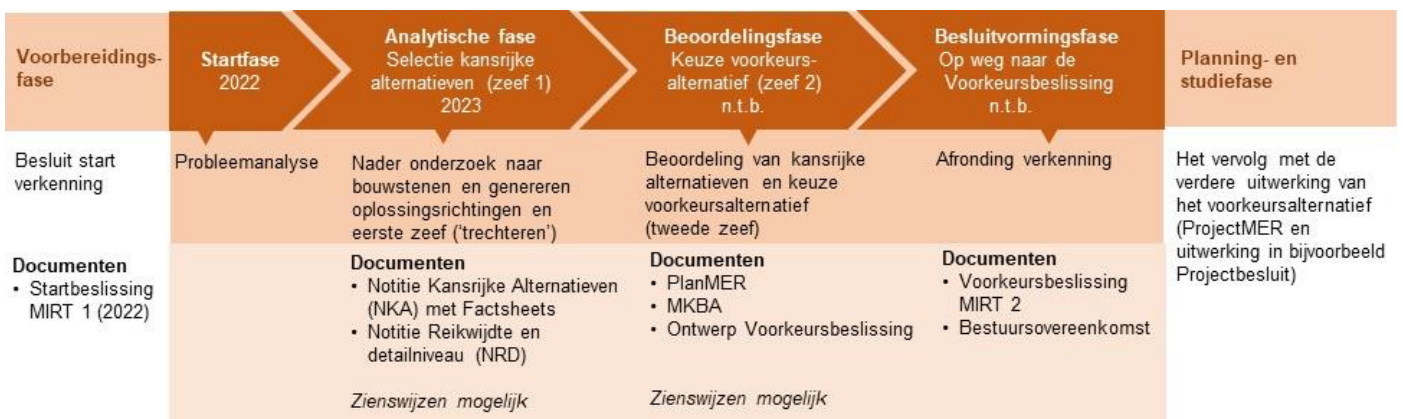 Voorbereidings-
fase
Startfase
2022
Analytische fase
Selectie kansrijke
alternatieven (zeef 1)
2023
Beoordelingsfase
Keuze voorkeurs-
alternatief (zeef 2)
n.t.b.
Besluitvormingsfase
Op weg naar de
Voorkeursbeslissing
n.t.b.
Planning- en
studiefase
Besluit start
verkenning
Probleemanalyse
Nader onderzoek naar
bouwstenen en genereren
oplossingsrichtingen en
eerste zeef (‘trechteren’)
Beoordeling van kansrijke
alternatieven en keuze
voorkeursalternatief
(tweede zeef)
Afronding verkenning
Het vervolg met de
verdere uitwerking van
het voorkeursalternatief
(ProjectMER en
uitwerking in bijvoorbeeld
Projectbesluit)
Documenten
• Startbeslissing
MIRT 1 (2022)
Documenten
• Notitie Kansrijke Alternatieven
(NKA) met Factsheets
• Notitie Reikwijdte en
detailniveau (NRD)
Zienswijzen mogelijk
Documenten
• PlanMER
• MKBA
• Ontwerp Voorkeursbeslissing
Zienswijzen mogelijk
Documenten
• Voorkeursbeslissing
MIRT 2
• Bestuursovereenkomst